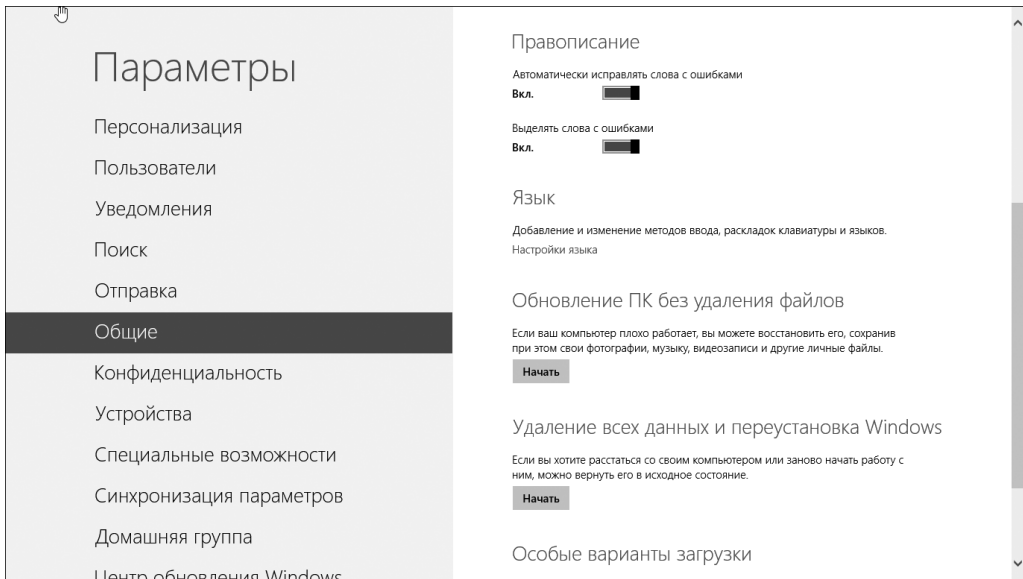 Параметры
Персонализация
Пользователи
Уведомления
Поиск
Отправка
Общие
Конфиденциальность
Устройства
Специальные возможности
Синхронизация параметров
Домашняя группа
Центр обновления Windows
Правописание
Автоматически исправлять слова с ошибками
Вкл.
Выделять слова с ошибками
Вкл.
Язык
Добавление и изменение методов ввода, раскладок клавиатуры и языков.
Настройки языка
Обновление ПК без удаления файлов
Если ваш компьютер плохо работает, вы можете восстановить его, сохранив
при этом свои фотографии, музыку, видеозаписи и другие личные файлы.
Начать
Удаление всех данных и переустановка Windows
Если вы хотите расстаться со своим компьютером или заново начать работу с
ним, можно вернуть его в исходное состояние.
Начать
Особые варианты загрузки